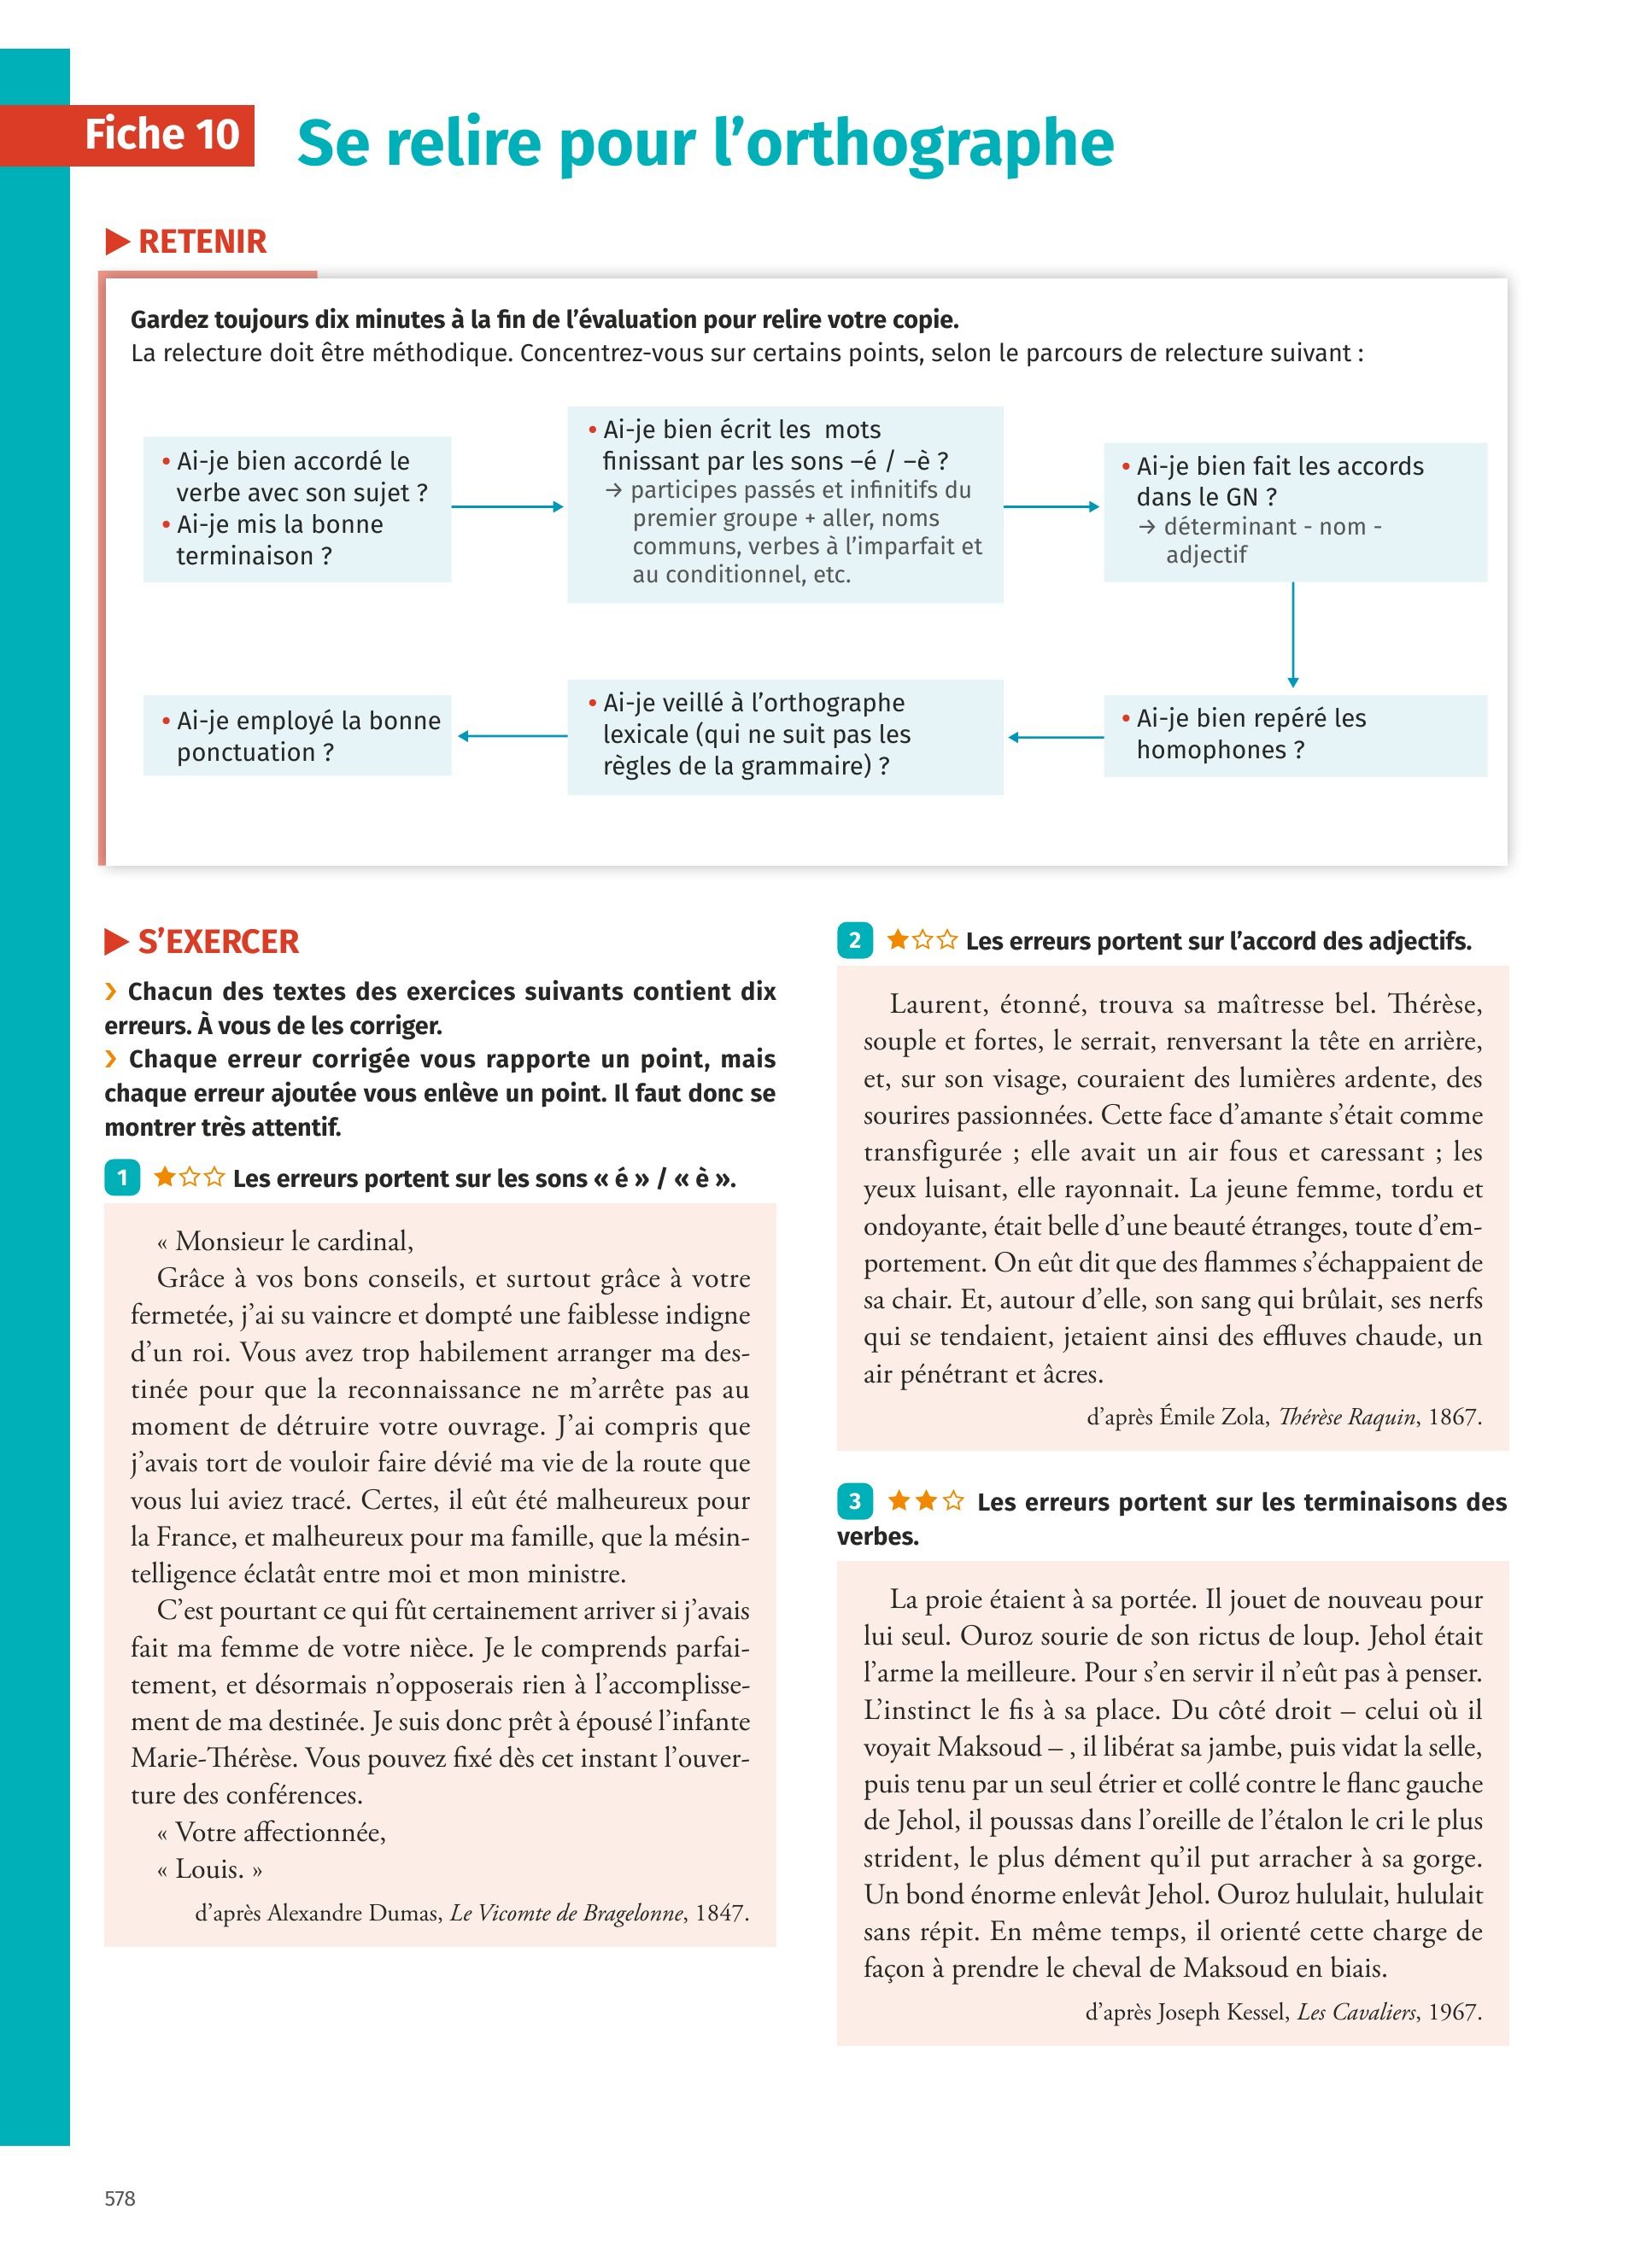 Fiche 10
Se relire pour l’orthographe
▶ RETENIR
Gardez toujours dix minutes à la fin de l’évaluation pour relire votre copie.
La relecture doit être méthodique. Concentrez-vous sur certains points, selon le parcours de relecture suivant :
• Ai-je bien accordé le
verbe avec son sujet ?
• Ai-je mis la bonne
terminaison ?
• Ai-je bien écrit les mots
finissant par les sons –é / –è ?
→ participes passés et infinitifs du
premier groupe + aller, noms
communs, verbes à l’imparfait et
au conditionnel, etc.
• Ai-je bien fait les accords
dans le GN ?
→ déterminant - nom -
adjectif
• Ai-je bien repéré les
homophones ?
• Ai-je veillé à l’orthographe
lexicale (qui ne suit pas les
règles de la grammaire) ?
• Ai-je employé la bonne
ponctuation ?
▶ S’EXERCER
› Chacun des textes des exercices suivants contient dix
erreurs. À vous de les corriger.
› Chaque erreur corrigée vous rapporte un point, mais
chaque erreur ajoutée vous enlève un point. Il faut donc se
montrer très attentif.
1 ★☆☆ Les erreurs portent sur les sons « é » / « è ».
« Monsieur le cardinal,
Grâce à vos bons conseils, et surtout grâce à votre
fermetée, j’ai su vaincre et dompté une faiblesse indigne
d’un roi. Vous avez trop habilement arranger ma des-
tinée pour que la reconnaissance ne m’arrête pas au
moment de détruire votre ouvrage. J’ai compris que
j’avais tort de vouloir faire dévié ma vie de la route que
vous lui aviez tracé. Certes, il eût été malheureux pour
la France, et malheureux pour ma famille, que la mésin-
telligence éclatât entre moi et mon ministre.
C’est pourtant ce qui fût certainement arriver si j’avais
fait ma femme de votre nièce. Je le comprends parfai-
tement, et désormais n’opposerais rien à l’accomplisse-
ment de ma destinée. Je suis donc prêt à épousé l’infante
Marie-Thérèse. Vous pouvez fixé dès cet instant l’ouver-
ture des conférences.
« Votre affectionnée,
« Louis. »
d’après Alexandre Dumas, Le Vicomte de Bragelonne, 1847.
2 ★☆☆ Les erreurs portent sur l’accord des adjectifs.
Laurent, étonné, trouva sa maîtresse bel. Thérèse,
souple et fortes, le serrait, renversant la tête en arrière,
et, sur son visage, couraient des lumières ardente, des
sourires passionnées. Cette face d’amante s’était comme
transfigurée ; elle avait un air fous et caressant ; les
yeux luisant, elle rayonnait. La jeune femme, tordu et
ondoyante, était belle d’une beauté étranges, toute d’em-
portement. On eût dit que des flammes s’échappaient de
sa chair. Et, autour d’elle, son sang qui brûlait, ses nerfs
qui se tendaient, jetaient ainsi des effluves chaude, un
air pénétrant et âcres.
d’après Émile Zola, Thérèse Raquin, 1867.
3 ★★☆ Les erreurs portent sur les terminaisons des
verbes.
La proie étaient à sa portée. Il jouet de nouveau pour
lui seul. Ouroz sourie de son rictus de loup. Jehol était
l’arme la meilleure. Pour s’en servir il n’eût pas à penser.
L’instinct le fis à sa place. Du côté droit – celui où il
voyait Maksoud – , il libérat sa jambe, puis vidat la selle,
puis tenu par un seul étrier et collé contre le flanc gauche
de Jehol, il poussas dans l’oreille de l’étalon le cri le plus
strident, le plus dément qu’il put arracher à sa gorge.
Un bond énorme enlevât Jehol. Ouroz hululait, hululait
sans répit. En même temps, il orienté cette charge de
façon à prendre le cheval de Maksoud en biais.
d’après Joseph Kessel, Les Cavaliers, 1967.
578